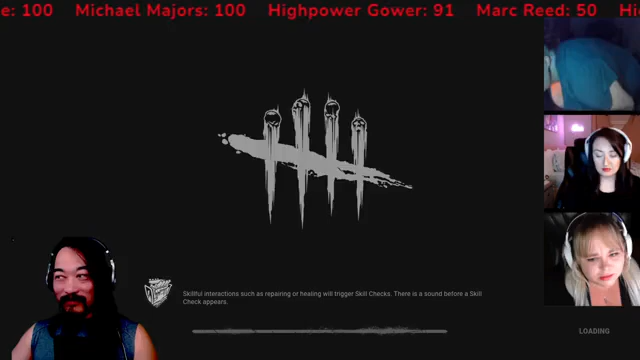 e: 100 Michael Majors: 100 Highpower Gower: 91 Marc Reed: 50 Hi
Skillful interactions such as repairing or healing will trigger Skill Checks. There is a sound before a Skill
Check appears.
LOADING